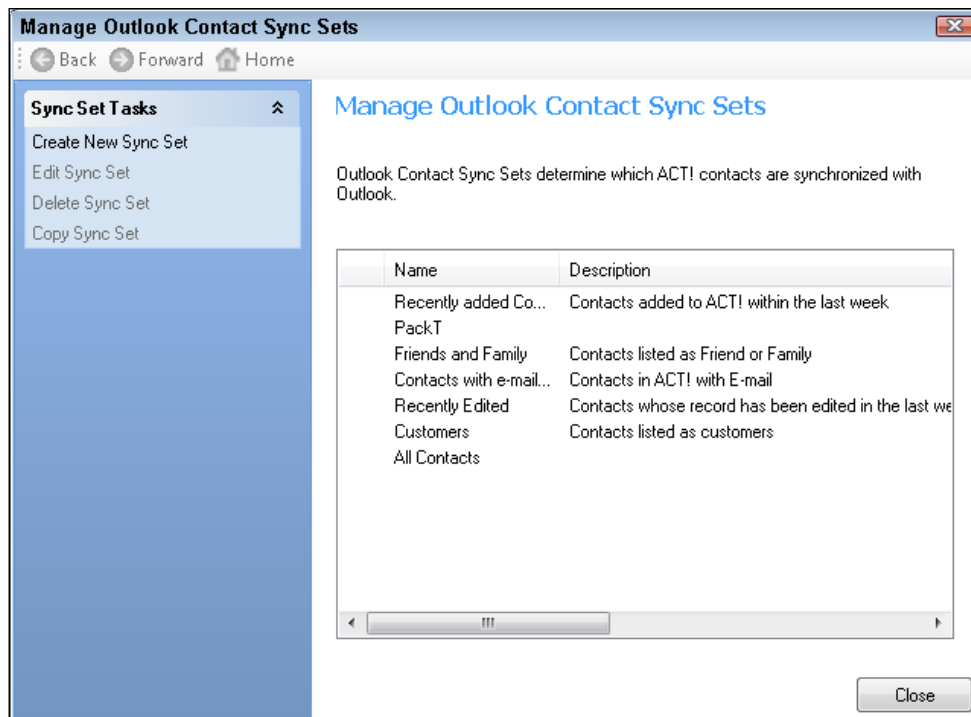 Manage Outlook Contact Sync Sets
Back Forward Home
Sync Set Tasks
Create New Sync Set
Edit Sync Set
Delete Sync Set
Copy Sync Set
Manage Outlook Contact Sync Sets
Outlook Contact Sync Sets determine which ACT! contacts are synchronized with
Outlook.
Name Description
Recently added Co... Contacts added to ACT! within the last week
PackT
Friends and Family Contacts listed as Friend or Family
Contacts with e-mail... Contacts in ACT! with E-mail
Recently Edited Contacts whose record has been edited in the last we
Customers Contacts listed as customers
All Contacts
Close